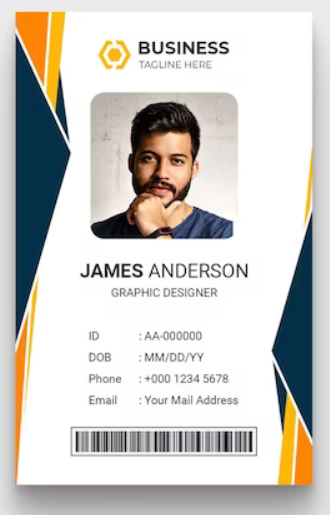 BUSINESS
TAGLINE HERE
JAMES ANDERSON
GRAPHIC DESIGNER
ID : AA-000000
DOB : MM/DD/YY
Phone : +000 1234 5678
Email : Your Mail Address